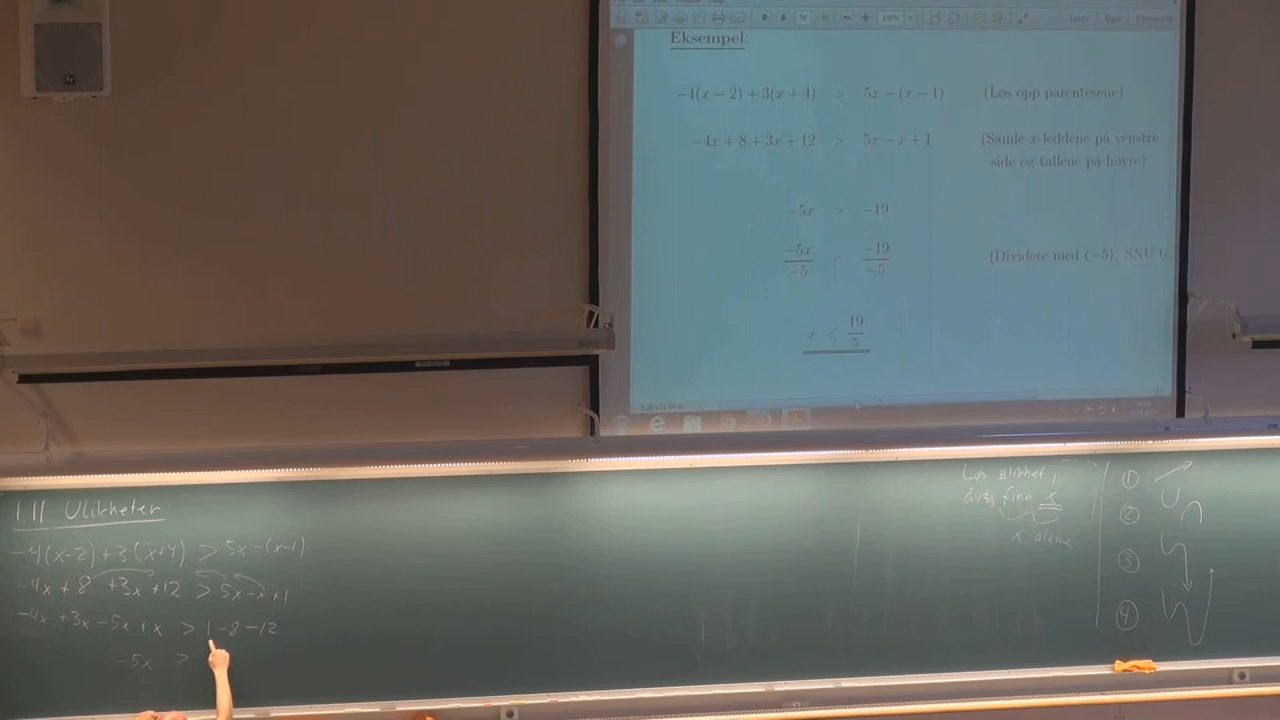 Eksempel:
−4(x − 2) + 3(x + 4) > 5x − (x − 1) (Løs opp parentesene)
−4x + 8 + 3x + 12 > 5x − x + 1 (Samle x-leddene på venstre
side og tallene på høyre)
−5x > −19
−5x/−5 < −19/−5 (Dividere med (−5), SNU
x < 19/5
1.11 Ulikheter:
-4(x-2)+3(x+4) > 5x-(x-1)
-4x+8 +3x+12 > 5x-x+1
-4x +3x -5x +x > 1-8-12
-5x >
Løs ulikhet,
dvs finn x
x alene
1
2
3
4